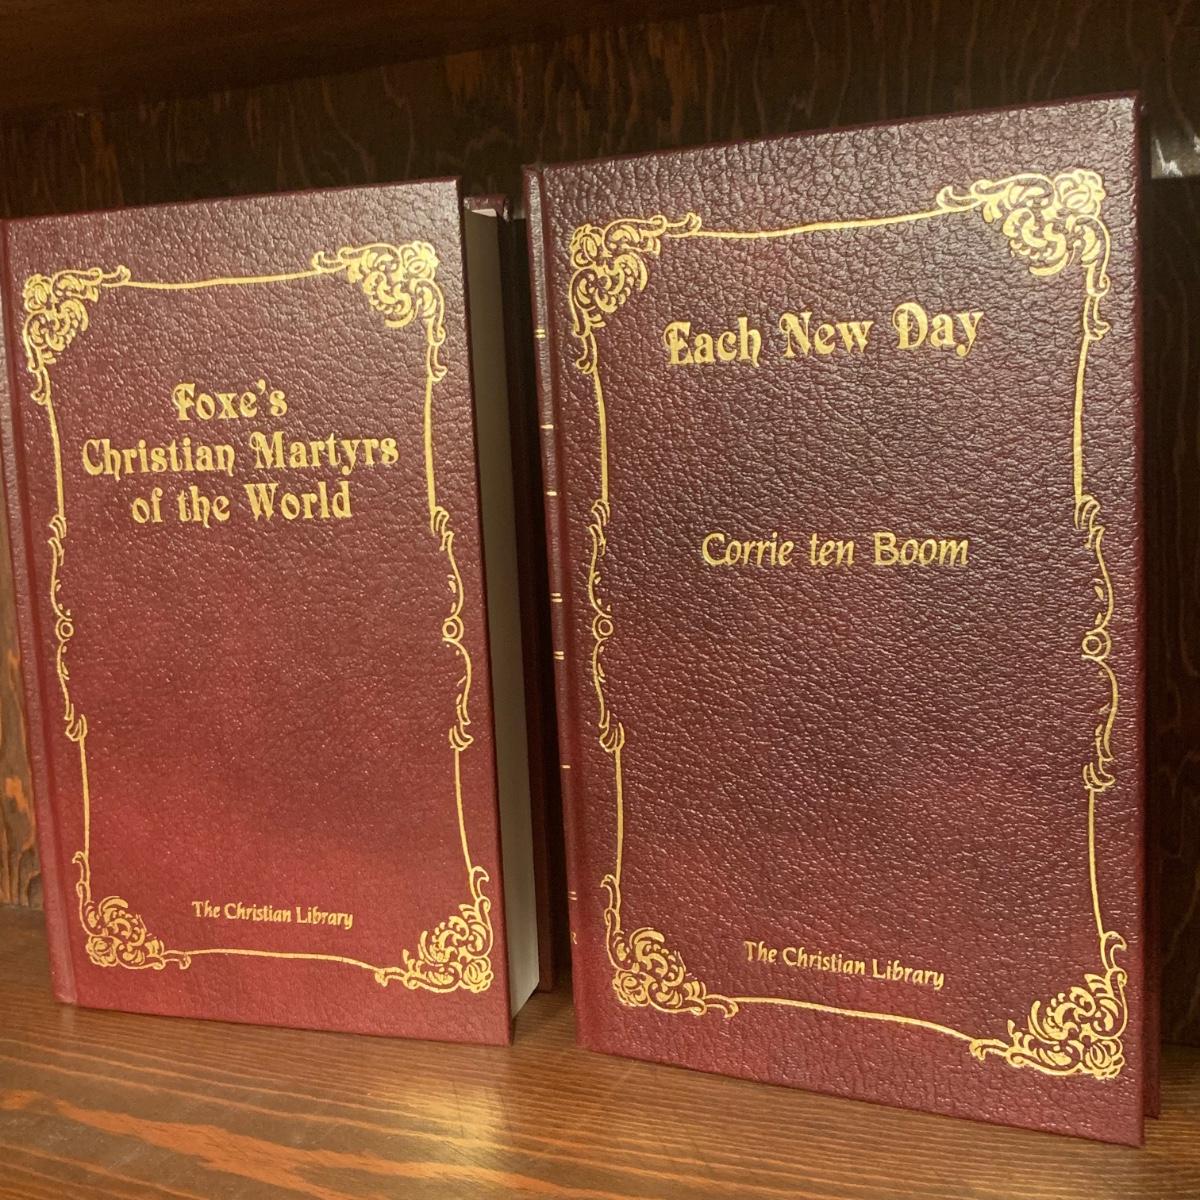 Foxe's
Christian Martyrs
of the World
The Christian Library
Each New Day
Corrie ten Boom
The Christian Library